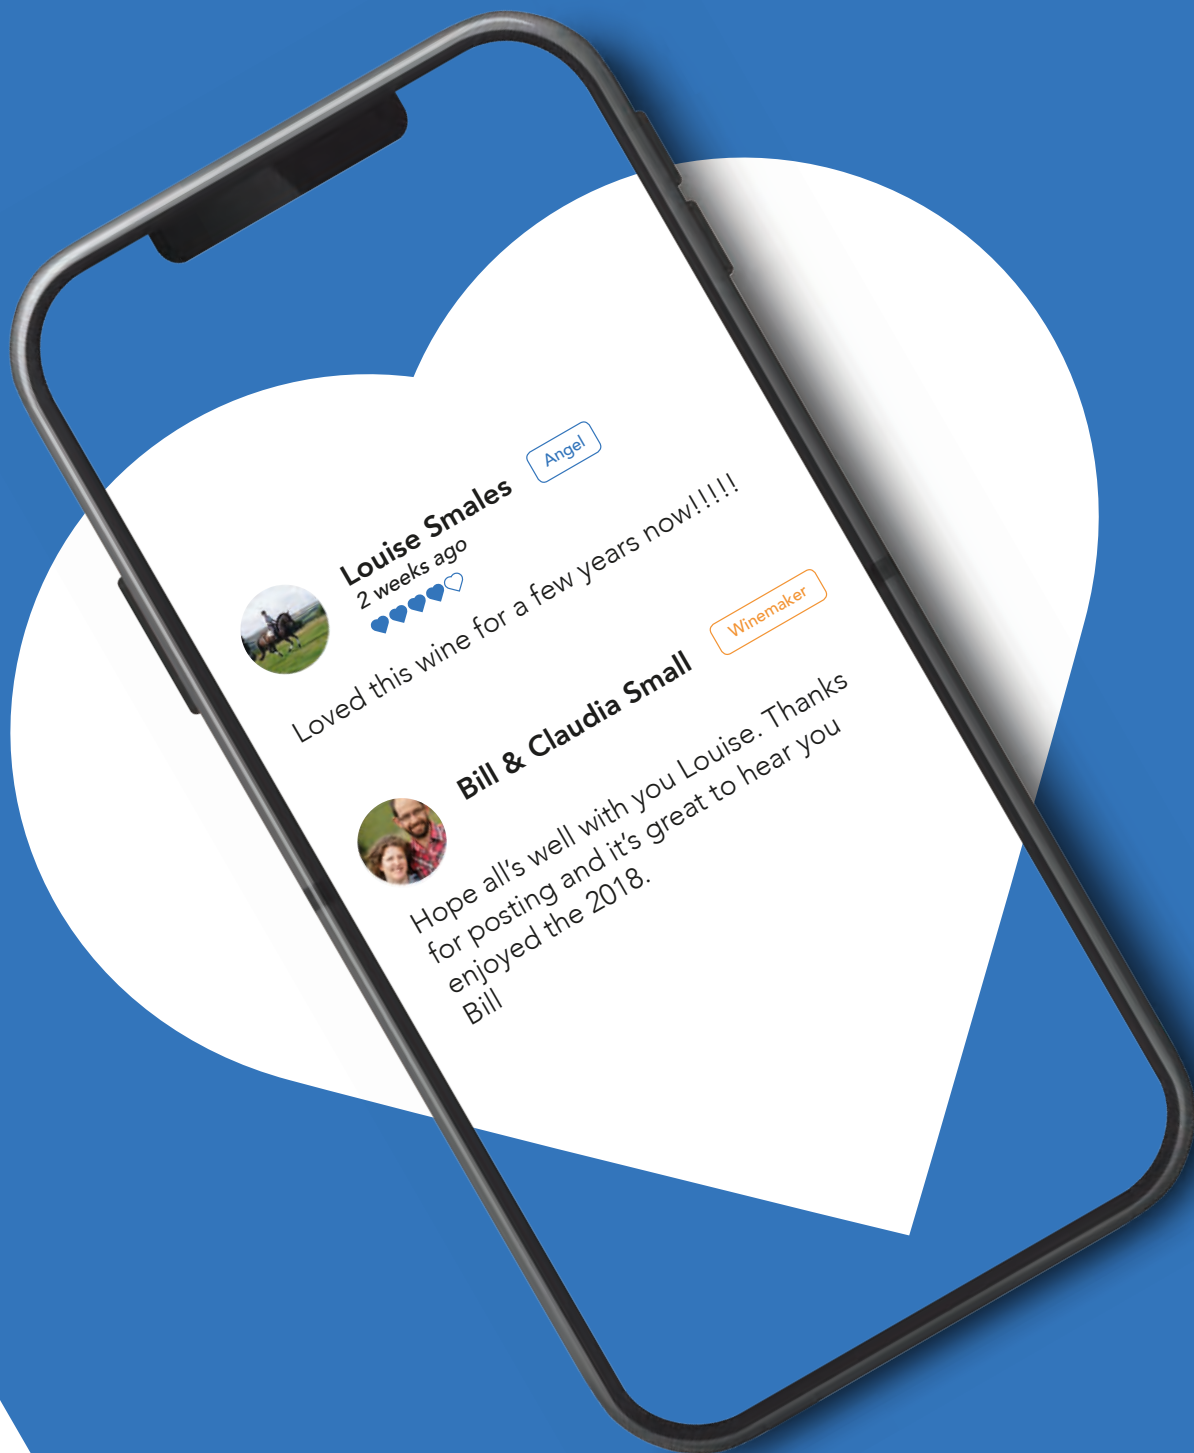 Louise Smales Angel
2 weeks ago
Loved this wine for a few years now!!!!!
Bill & Claudia Small Winemaker
Hope all's well with you Louise. Thanks
for posting and it's great to hear you
enjoyed the 2018.
Bill